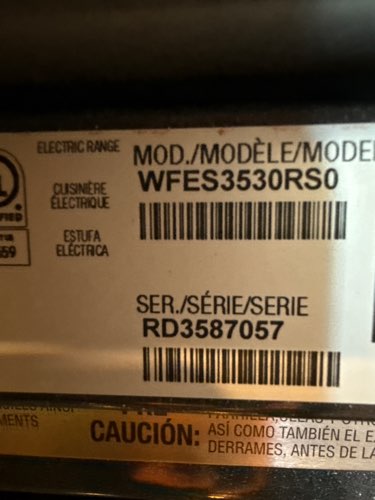 ELECTRIC RANGE
MOD./MODÈLE/MODEL
WFES3530RS0
CUISINIÈRE
ÉLECTRIQUE
ESTUFA
ELÉCTRICA
SER./SÉRIE/SERIE
RD3587057
CAUCIÓN:
ASÍ COMO TAMBIÉN EL
DERRAMES, ANTES DE